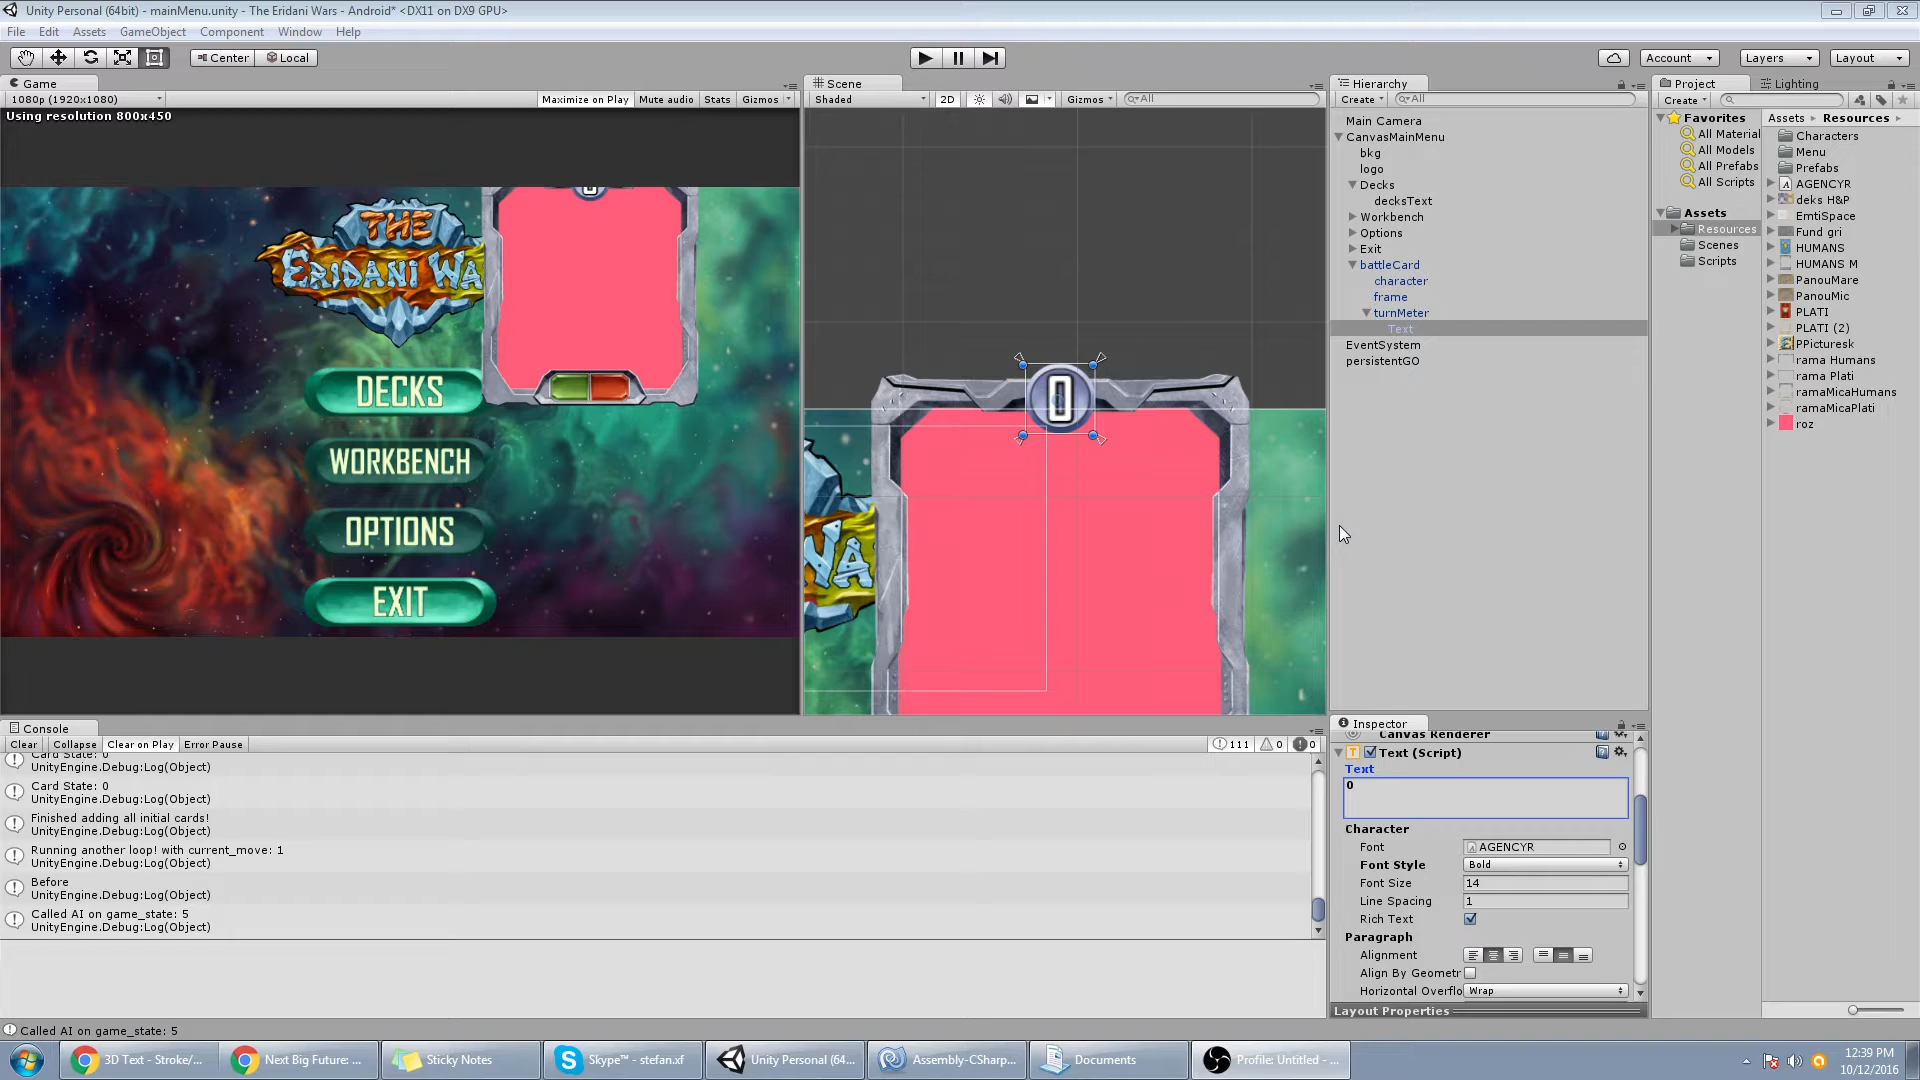 Unity Personal (64bit) - mainMenu.unity - The Eridani Wars - Android* <DX11 on DX9 GPU>
File Edit Assets GameObject Component Window Help
Center Local Account Layers Layout
Game
1080p (1920x1080) Maximize on Play Mute audio Stats Gizmos
Using resolution 800x450
THE
ERIDANI WA
DECKS
WORKBENCH
OPTIONS
EXIT
Scene
Shaded 2D Gizmos All
0
WA
Hierarchy
Create All
Main Camera
CanvasMainMenu
bkg
logo
Decks
decksText
Workbench
Options
Exit
battleCard
character
frame
turnMeter
Text
EventSystem
persistentGO
Project Lighting
Create
Favorites
All Material
All Models
All Prefabs
All Scripts
Assets
Resources
Scenes
Scripts
Assets Resources
Characters
Menu
Prefabs
AGENCYR
deks H&P
EmtiSpace
Fund gri
HUMANS
HUMANS M
PanouMare
PanouMic
PLATI
PLATI (2)
PPicturesk
rama Humans
rama Plati
ramaMicaHumans
ramaMicaPlati
roz
Console
Clear Collapse Clear on Play Error Pause 111 0 0
Card State: 0
UnityEngine.Debug:Log(Object)
Card State: 0
UnityEngine.Debug:Log(Object)
Finished adding all initial cards!
UnityEngine.Debug:Log(Object)
Running another loop! with current_move: 1
UnityEngine.Debug:Log(Object)
Before
UnityEngine.Debug:Log(Object)
Called AI on game_state: 5
UnityEngine.Debug:Log(Object)
Called AI on game_state: 5
Inspector
Canvas Renderer
Text (Script)
Text
0
Character
Font AGENCYR
Font Style Bold
Font Size 14
Line Spacing 1
Rich Text
Paragraph
Alignment
Align By Geometr
Horizontal Overflo Wrap
Layout Properties
3D Text - Stroke/... Next Big Future: ... Sticky Notes Skype™ - stefan.xf Unity Personal (64... Assembly-CSharp... Documents Profile: Untitled - ...
12:39 PM
10/12/2016